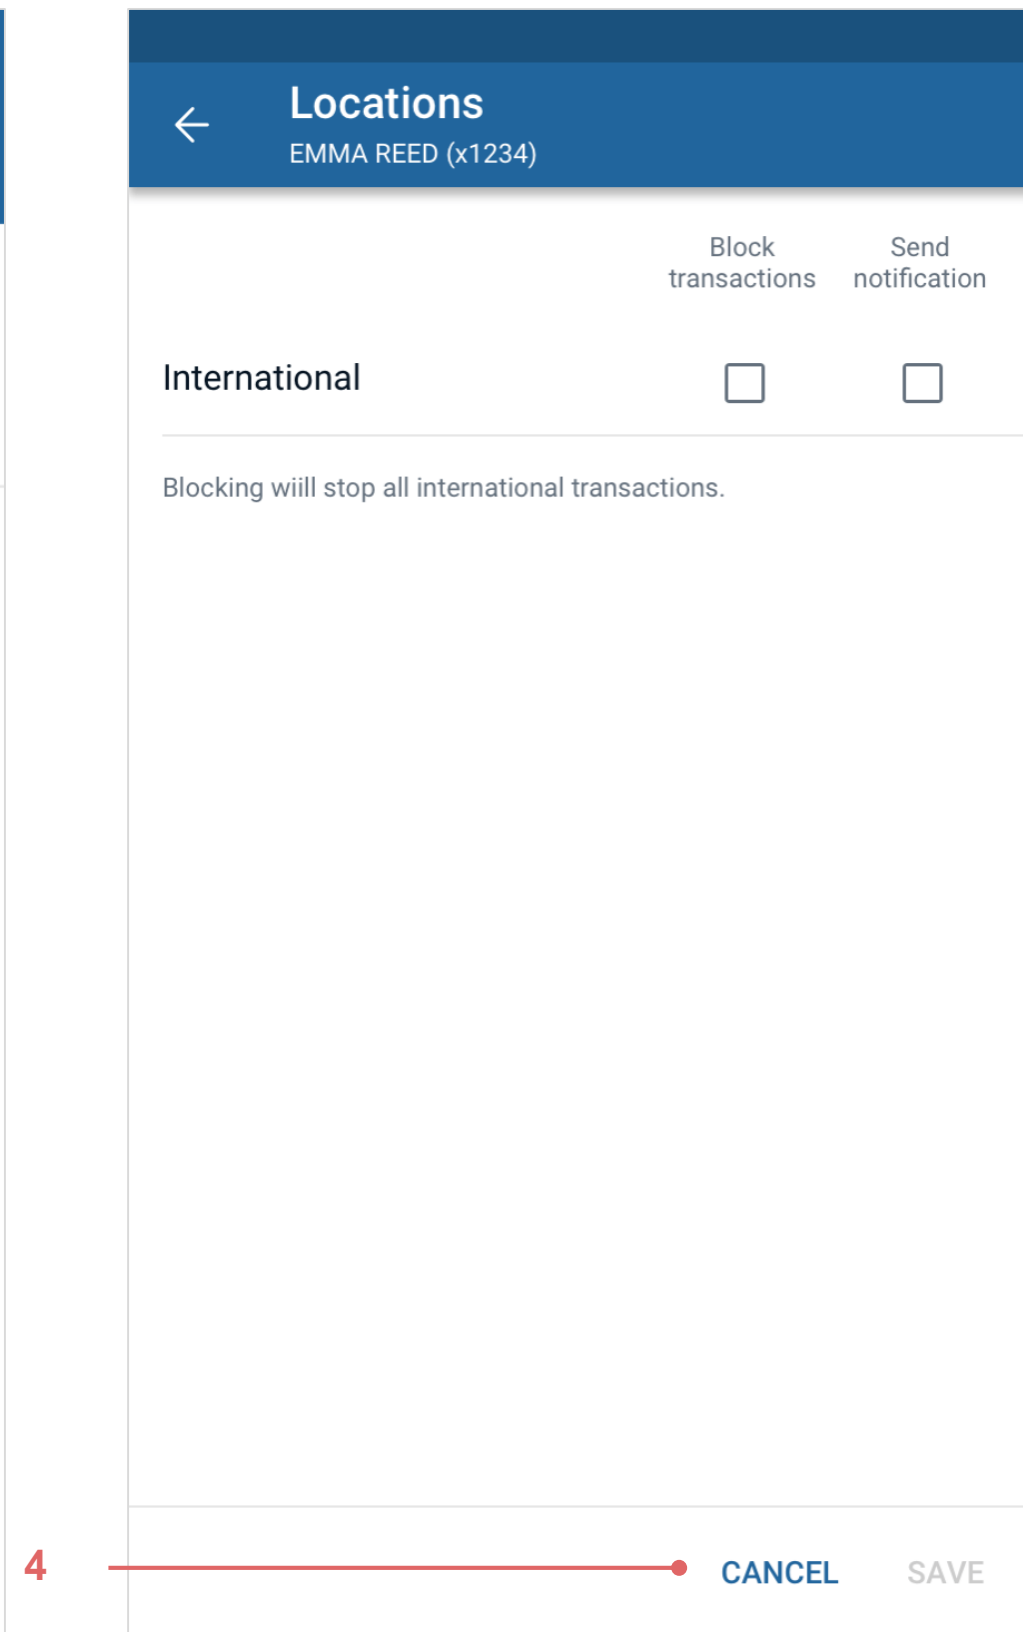 Locations
EMMA REED (x1234)
Block Send
transactions notification
International
Blocking wiill stop all international transactions.
4 CANCEL SAVE